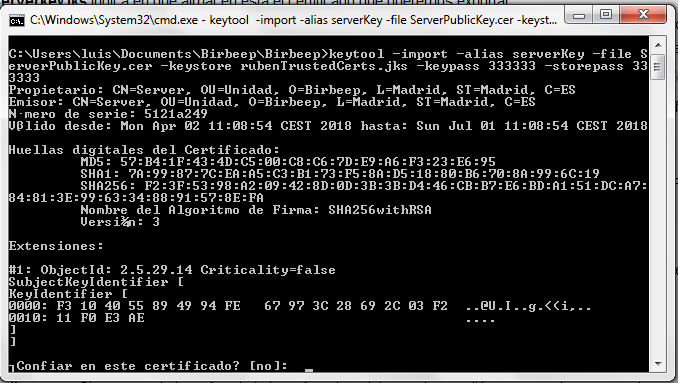 C:\Windows\System32\cmd.exe - keytool -import -alias serverKey -file ServerPublicKey.cer -keyst...
C:\Users\luis\Documents\Birbeep\Birbeep>keytool -import -alias serverKey -file S
erverPublicKey.cer -keystore rubenTrustedCerts.jks -keypass 333333 -storepass 33
3333
Propietario: CN=Server, OU=Unidad, O=Birbeep, L=Madrid, ST=Madrid, C=ES
Emisor: CN=Server, OU=Unidad, O=Birbeep, L=Madrid, ST=Madrid, C=ES
N·mero de serie: 5121a249
Vβlido desde: Mon Apr 02 11:08:54 CEST 2018 hasta: Sun Jul 01 11:08:54 CEST 2018
Huellas digitales del Certificado:
MD5: 57:B4:1F:43:4D:C5:00:C8:C6:7D:E9:A6:F3:23:E6:95
SHA1: 7A:99:87:7C:EA:A5:C3:B1:73:F5:8A:D5:18:80:B6:70:8A:99:6C:19
SHA256: F2:3F:53:98:A2:09:42:8D:0D:3B:3B:D4:46:CB:B7:E6:BD:A1:51:DC:A7:
84:81:3E:99:63:34:88:91:57:8E:FA
Nombre del Algoritmo de Firma: SHA256withRSA
Versi¾n: 3
Extensiones:
#1: ObjectId: 2.5.29.14 Criticality=false
SubjectKeyIdentifier [
KeyIdentifier [
0000: F3 10 40 55 89 49 94 FE   67 97 3C 28 69 2C 03 F2  ..@U.I..g.<(i,..
0010: 11 F0 E3 AE                                        ....
]
]
┐Confiar en este certificado? [no]: